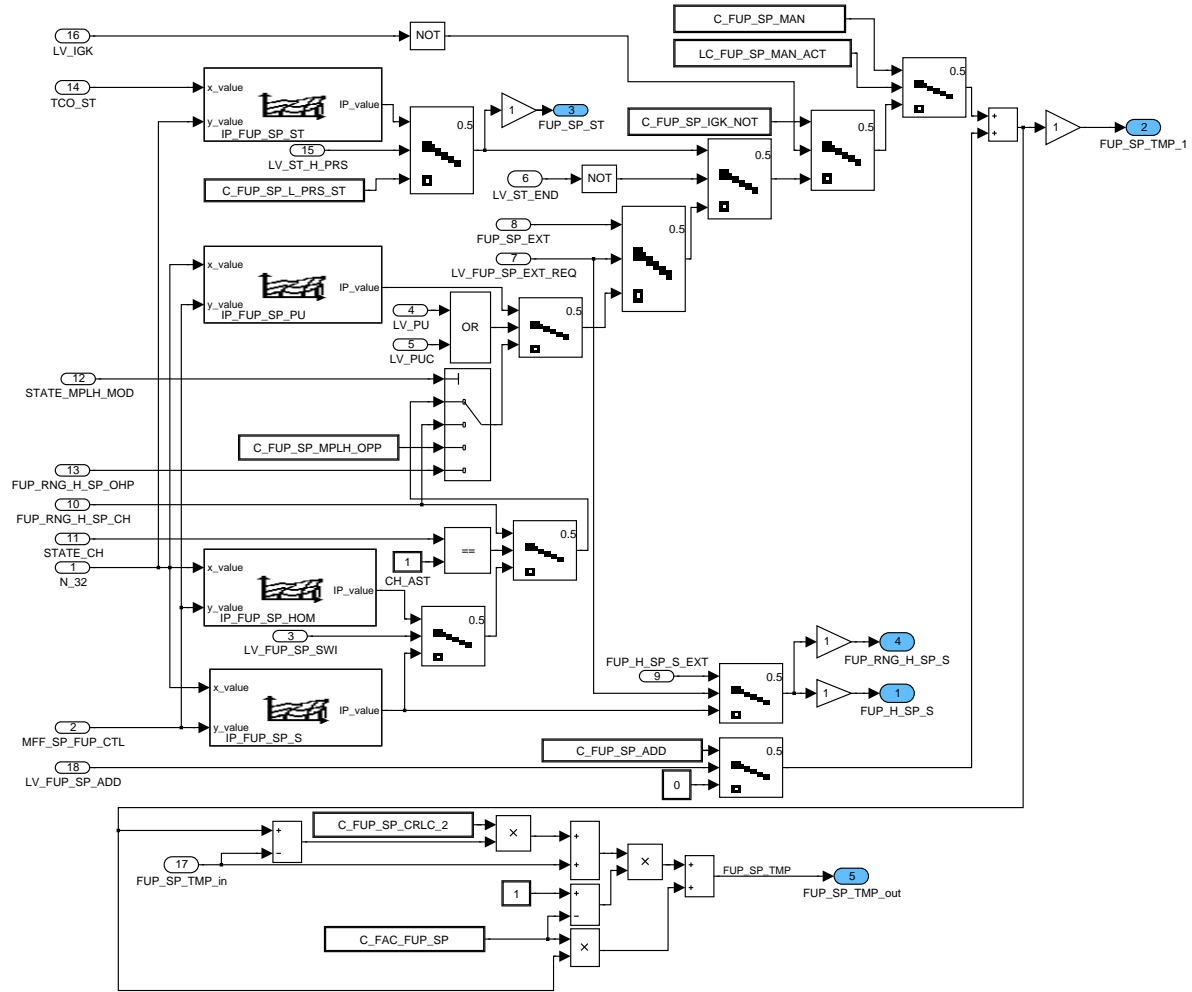 C_FUP_SP_MAN
16
NOT
LV_IGK
LC_FUP_SP_MAN_ACT
0.5
x_value
14
TCO_ST
IP_value
y_value
IP_FUP_SP_ST
1
3
FUP_SP_ST
0.5
C_FUP_SP_IGK_NOT
0.5
+
+
1
2
FUP_SP_TMP_1
15
LV_ST_H_PRS
0.5
C_FUP_SP_L_PRS_ST
6
NOT
LV_ST_END
8
FUP_SP_EXT
0.5
7
LV_FUP_SP_EXT_REQ
x_value
IP_value
y_value
IP_FUP_SP_PU
4
LV_PU
OR
0.5
5
LV_PUC
12
STATE_MPLH_MOD
C_FUP_SP_MPLH_OPP
13
FUP_RNG_H_SP_OHP
10
FUP_RNG_H_SP_CH
11
STATE_CH
==
0.5
1
CH_AST
1
N_32
x_value
IP_value
y_value
IP_FUP_SP_HOM
0.5
3
LV_FUP_SP_SWI
1
4
FUP_RNG_H_SP_S
FUP_H_SP_S_EXT
9
0.5
1
1
FUP_H_SP_S
x_value
IP_value
y_value
IP_FUP_SP_S
2
MFF_SP_FUP_CTL
C_FUP_SP_ADD
0.5
18
LV_FUP_SP_ADD
0
C_FUP_SP_CRLC_2
×
+
−
17
FUP_SP_TMP_in
+
+
×
+
+
FUP_SP_TMP
5
FUP_SP_TMP_out
1
+
−
C_FAC_FUP_SP
×